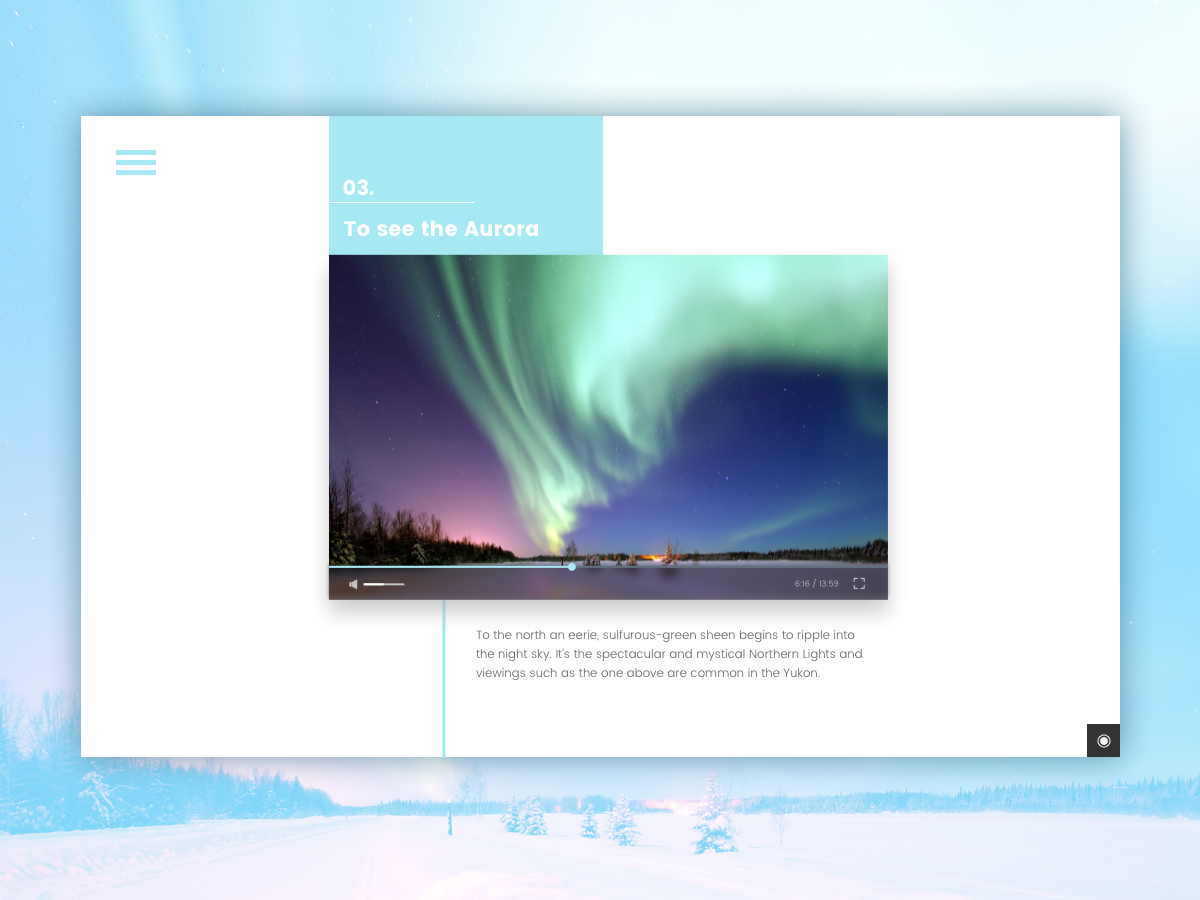 03.
To see the Aurora
6:16 / 13:59
To the north an eerie, sulfurous-green sheen begins to ripple into
the night sky. It's the spectacular and mystical Northern Lights and
viewings such as the one above are common in the Yukon.